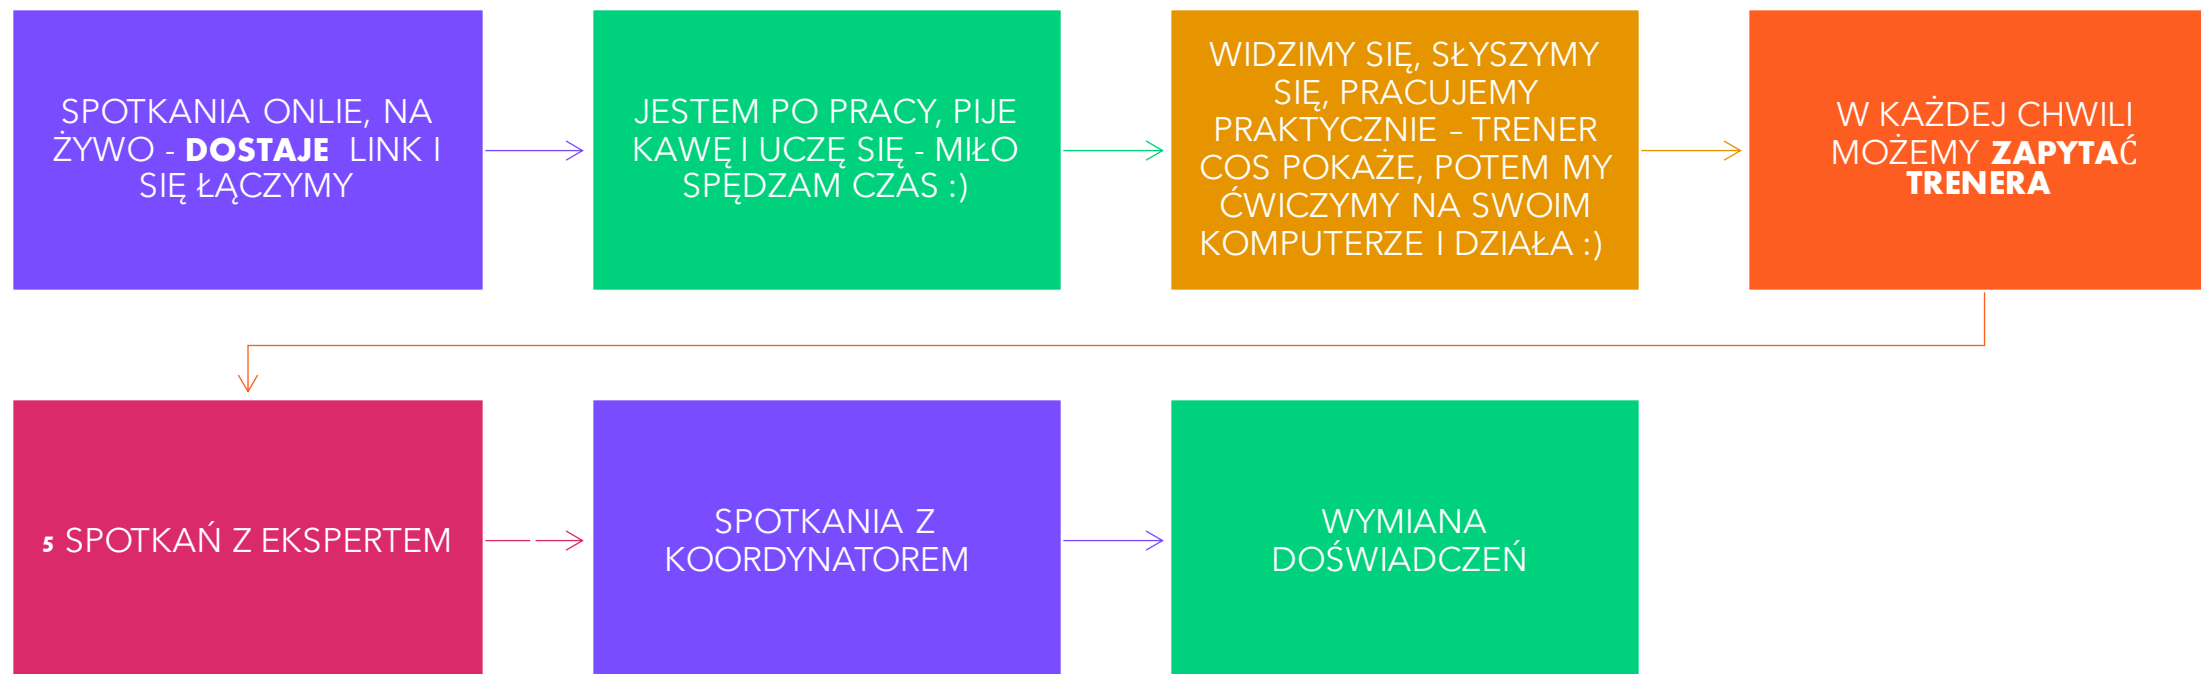 SPOTKANIA ONLIE, NA
ŻYWO - DOSTAJE  LINK I
SIĘ ŁĄCZYMY
JESTEM PO PRACY, PIJE
KAWĘ I UCZĘ SIĘ - MIŁO
SPĘDZAM CZAS :)
WIDZIMY SIĘ, SŁYSZYMY
SIĘ, PRACUJEMY
PRAKTYCZNIE – TRENER
COS POKAŻE, POTEM MY
ĆWICZYMY NA SWOIM
KOMPUTERZE I DZIAŁA :)
W KAŻDEJ CHWILI
MOŻEMY ZAPYTAĆ
TRENERA
5 SPOTKAŃ Z EKSPERTEM
SPOTKANIA Z
KOORDYNATOREM
WYMIANA
DOŚWIADCZEŃ